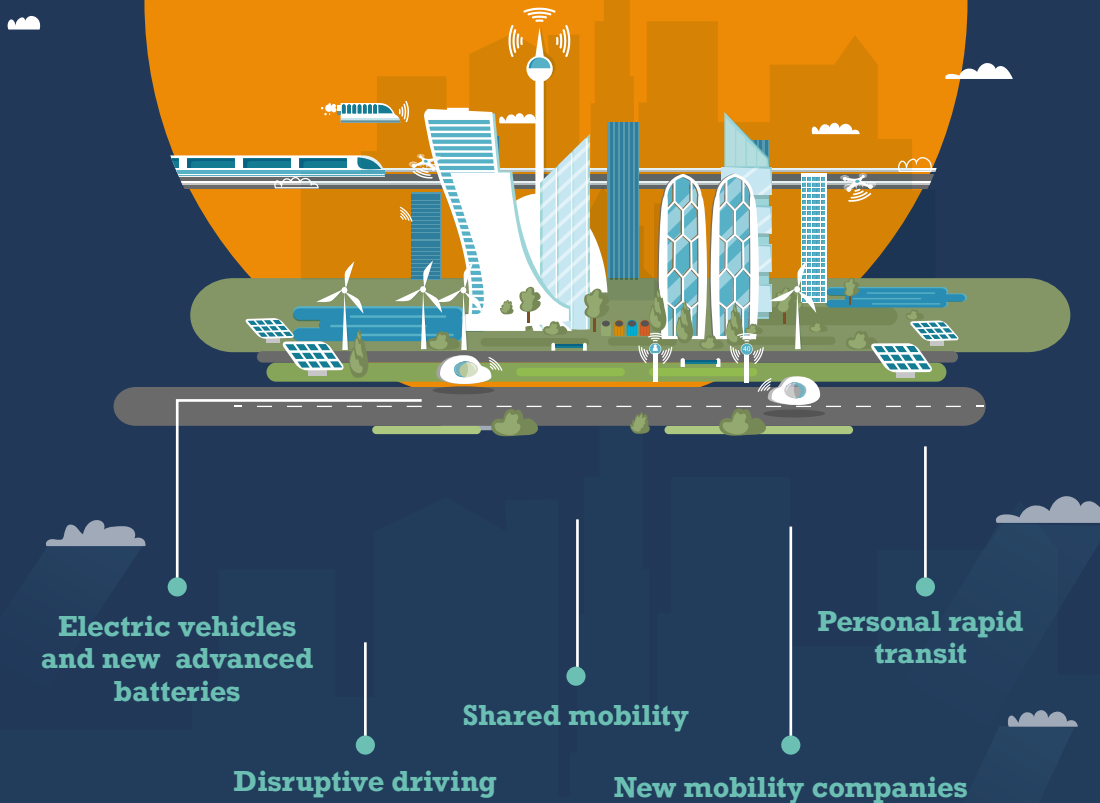 Electric vehicles
and new advanced
batteries
Personal rapid
transit
Shared mobility
Disruptive driving
New mobility companies